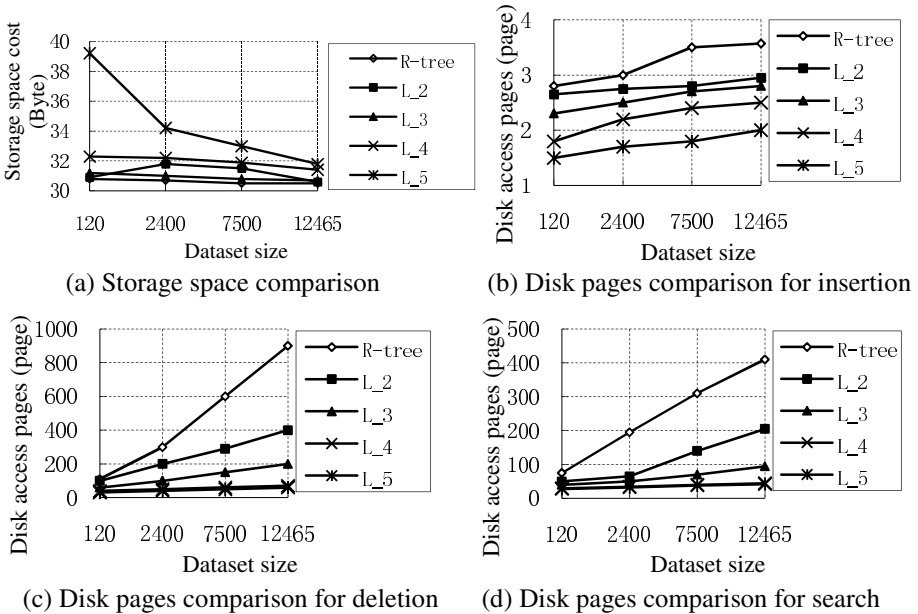 40
38
36
34
32
30
Storage space cost
(Byte)
120 2400 7500 12465
Dataset size
R-tree
L_2
L_3
L_4
L_5
(a) Storage space comparison
4
3
2
1
Disk access pages (page)
120 2400 7500 12465
Dataset size
R-tree
L_2
L_3
L_4
L_5
(b) Disk pages comparison for insertion
1000
800
600
400
200
0
Disk access pages (page)
120 2400 7500 12465
Dataset size
R-tree
L_2
L_3
L_4
L_5
(c) Disk pages comparison for deletion
500
400
300
200
100
0
Disk access pages (page)
120 2400 7500 12465
Dataset size
R-tree
L_2
L_3
L_4
L_5
(d) Disk pages comparison for search